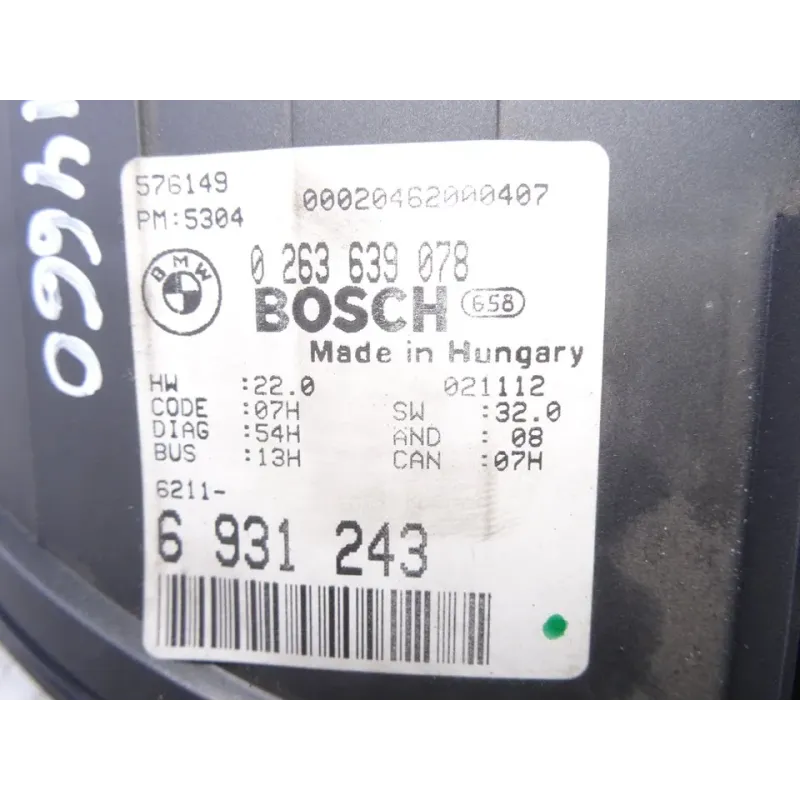 14660
576149 00020462000407
PM:5304
BMW
0 263 639 078
BOSCH 658
Made in Hungary
HW :22.0 021112
CODE :07H SW :32.0
DIAG :54H AND : 08
BUS :13H CAN :07H
6211-
6 931 243